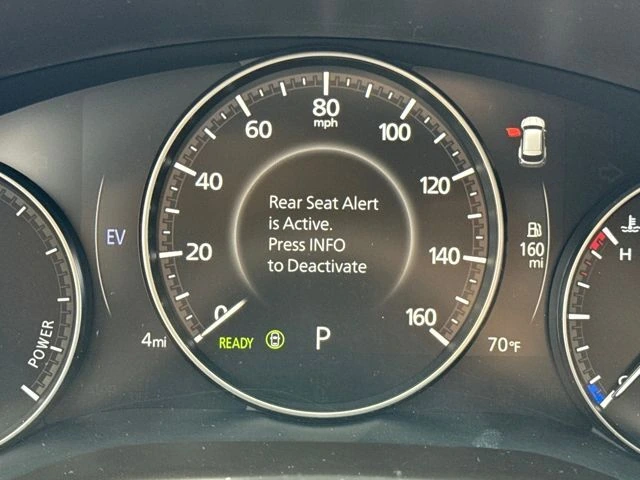 80
mph
60
100
40
120
20
140
0
160
Rear Seat Alert
is Active.
Press INFO
to Deactivate
EV
160
mi
H
POWER
4mi
READY
P
70°F